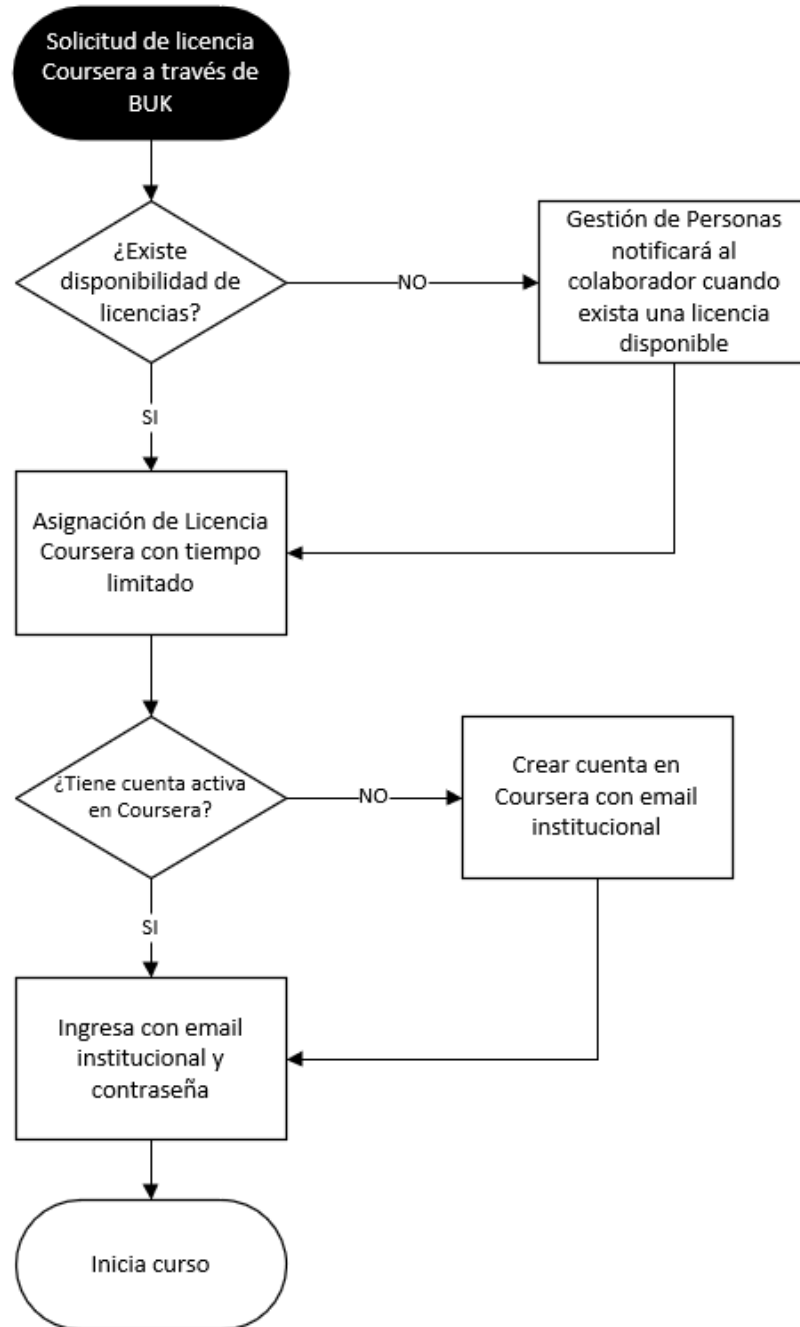 Solicitud de licencia
Coursera a través de
BUK
¿Existe
disponibilidad de
licencias?
NO
Gestión de Personas
notificará al
colaborador cuando
exista una licencia
disponible
SI
Asignación de Licencia
Coursera con tiempo
limitado
¿Tiene cuenta activa
en Coursera?
NO
Crear cuenta en
Coursera con email
institucional
SI
Ingresa con email
institucional y
contraseña
Inicia curso